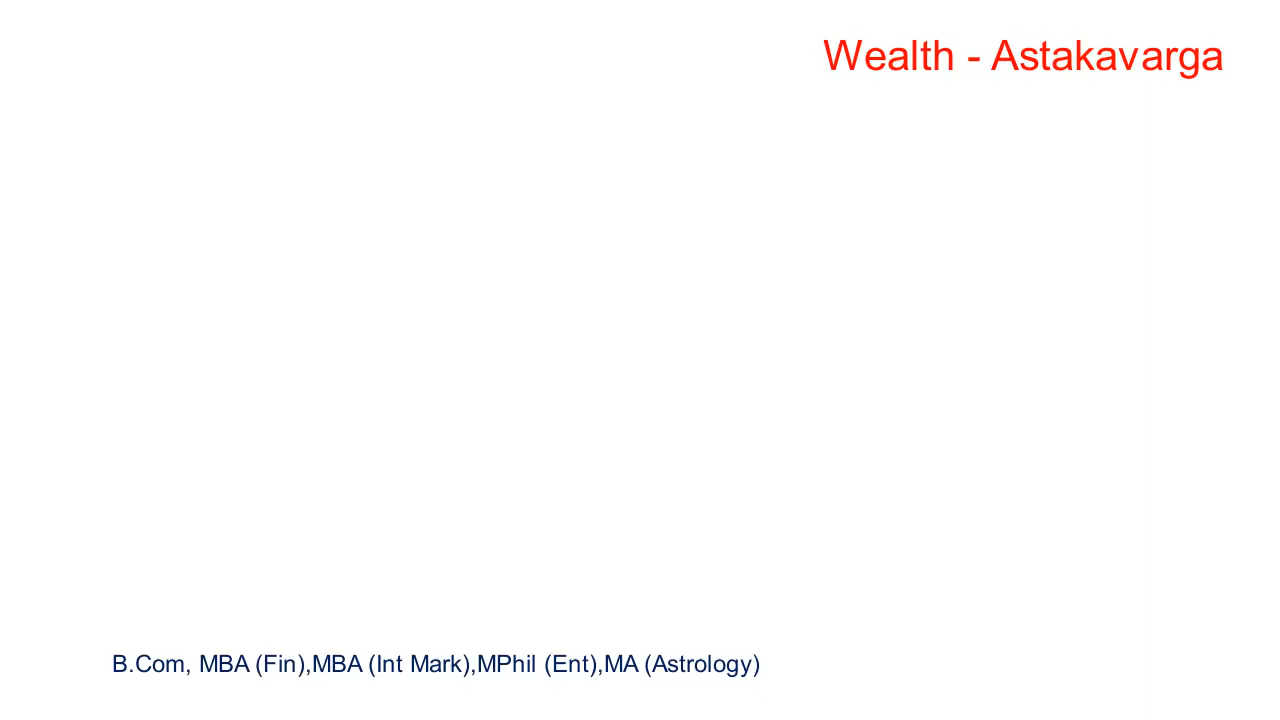 Wealth - Astakavarga
B.Com, MBA (Fin),MBA (Int Mark),MPhil (Ent),MA (Astrology)